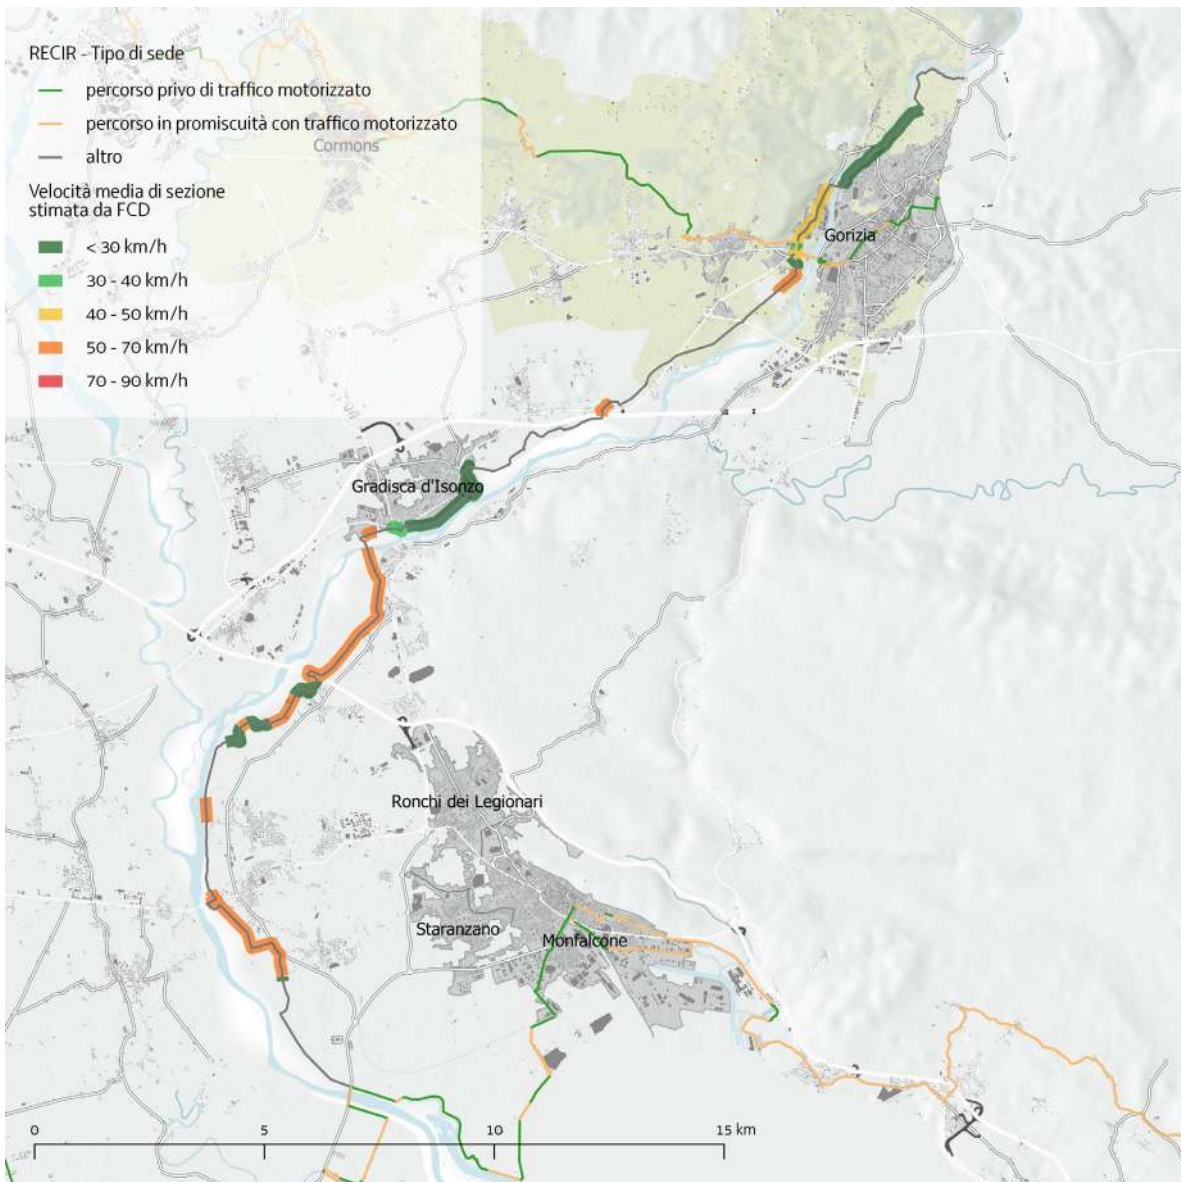 RECIR - Tipo di sede
percorso privo di traffico motorizzato
percorso in promiscuità con traffico motorizzato
Cormons
altro
Velocità media di sezione
stimata da FCD
< 30 km/h
30 - 40 km/h
40 - 50 km/h
50 - 70 km/h
70 - 90 km/h
Gorizia
Gradisca d'Isonzo
Ronchi dei Legionari
Staranzano
Monfalcone
0 5 10 15 km